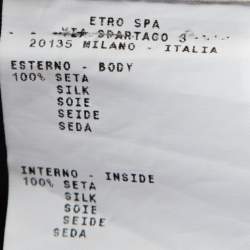 ETRO SPA
VIA SPARTACO 3
20135 MILANO - ITALIA
ESTERNO - BODY
100% SETA
SILK
SOIE
SEIDE
SEDA
INTERNO - INSIDE
100% SETA
SILK
SOIE
SEIDE
SEDA